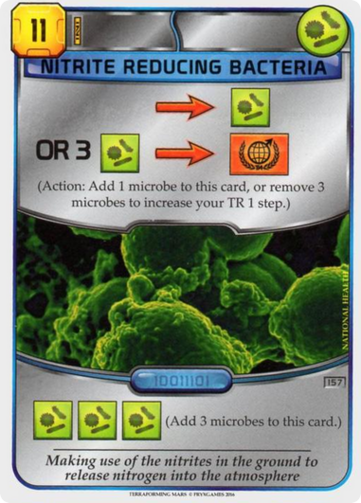 11
NITRITE REDUCING BACTERIA
OR 3
(Action: Add 1 microbe to this card, or remove 3
microbes to increase your TR 1 step.)
10011101
157
(Add 3 microbes to this card.)
Making use of the nitrites in the ground to
release nitrogen into the atmosphere
TERRAFORMING MARS © FRYXGAMES 2016